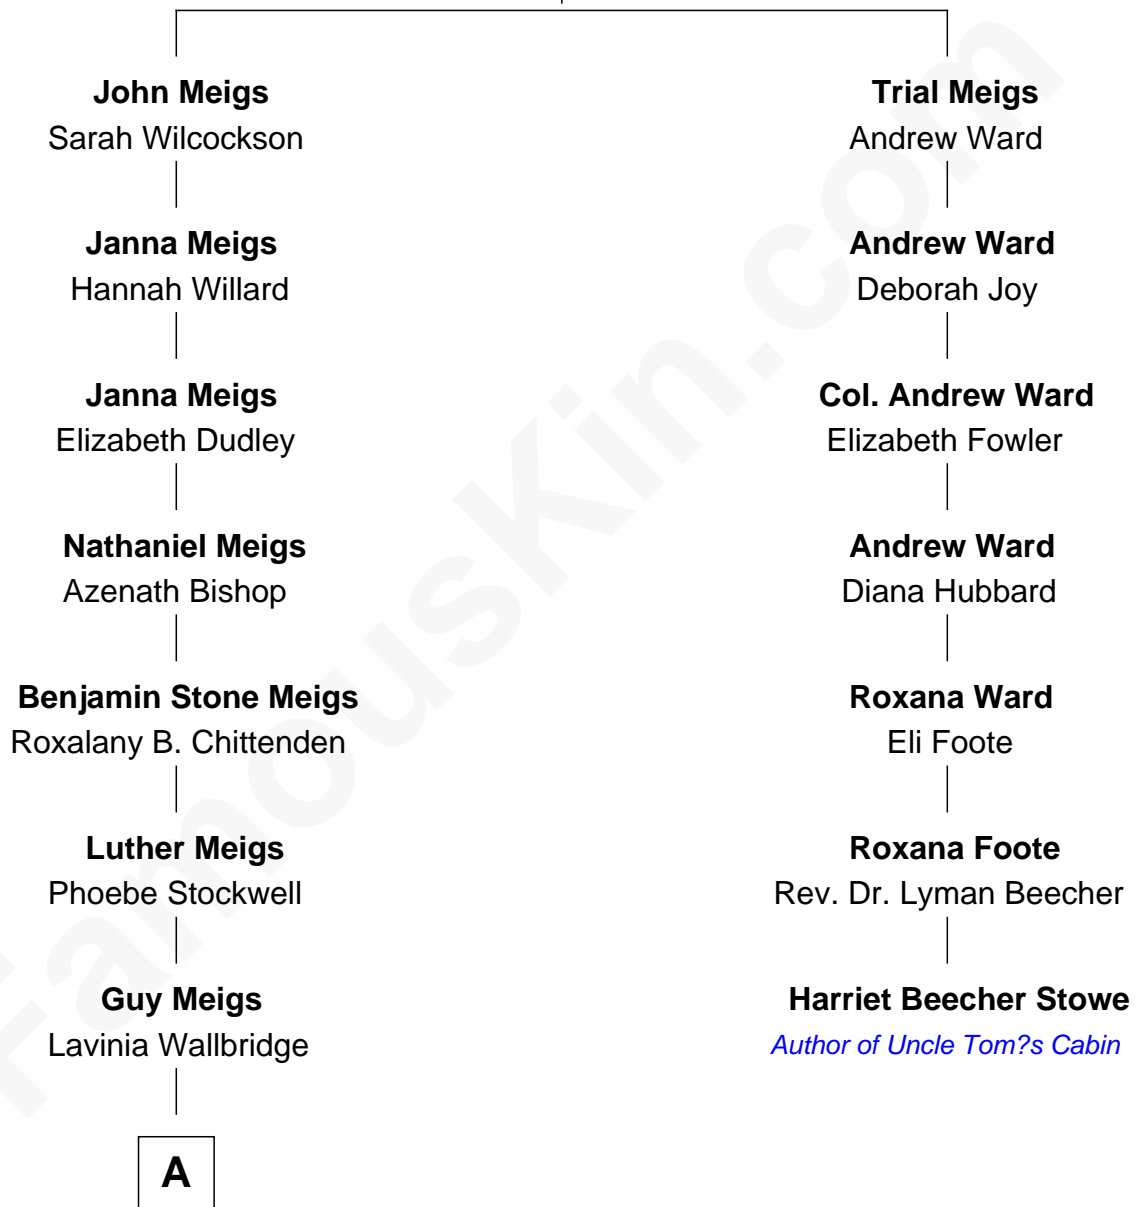 John Meigs
Sarah Wilcockson
Janna Meigs
Hannah Willard
Janna Meigs
Elizabeth Dudley
Nathaniel Meigs
Azenath Bishop
Benjamin Stone Meigs
Roxalany B. Chittenden
Luther Meigs
Phoebe Stockwell
Guy Meigs
Lavinia Wallbridge
A
Trial Meigs
Andrew Ward
Andrew Ward
Deborah Joy
Col. Andrew Ward
Elizabeth Fowler
Andrew Ward
Diana Hubbard
Roxana Ward
Eli Foote
Roxana Foote
Rev. Dr. Lyman Beecher
Harriet Beecher Stowe
Author of Uncle Tom?s Cabin
FamousKin.com